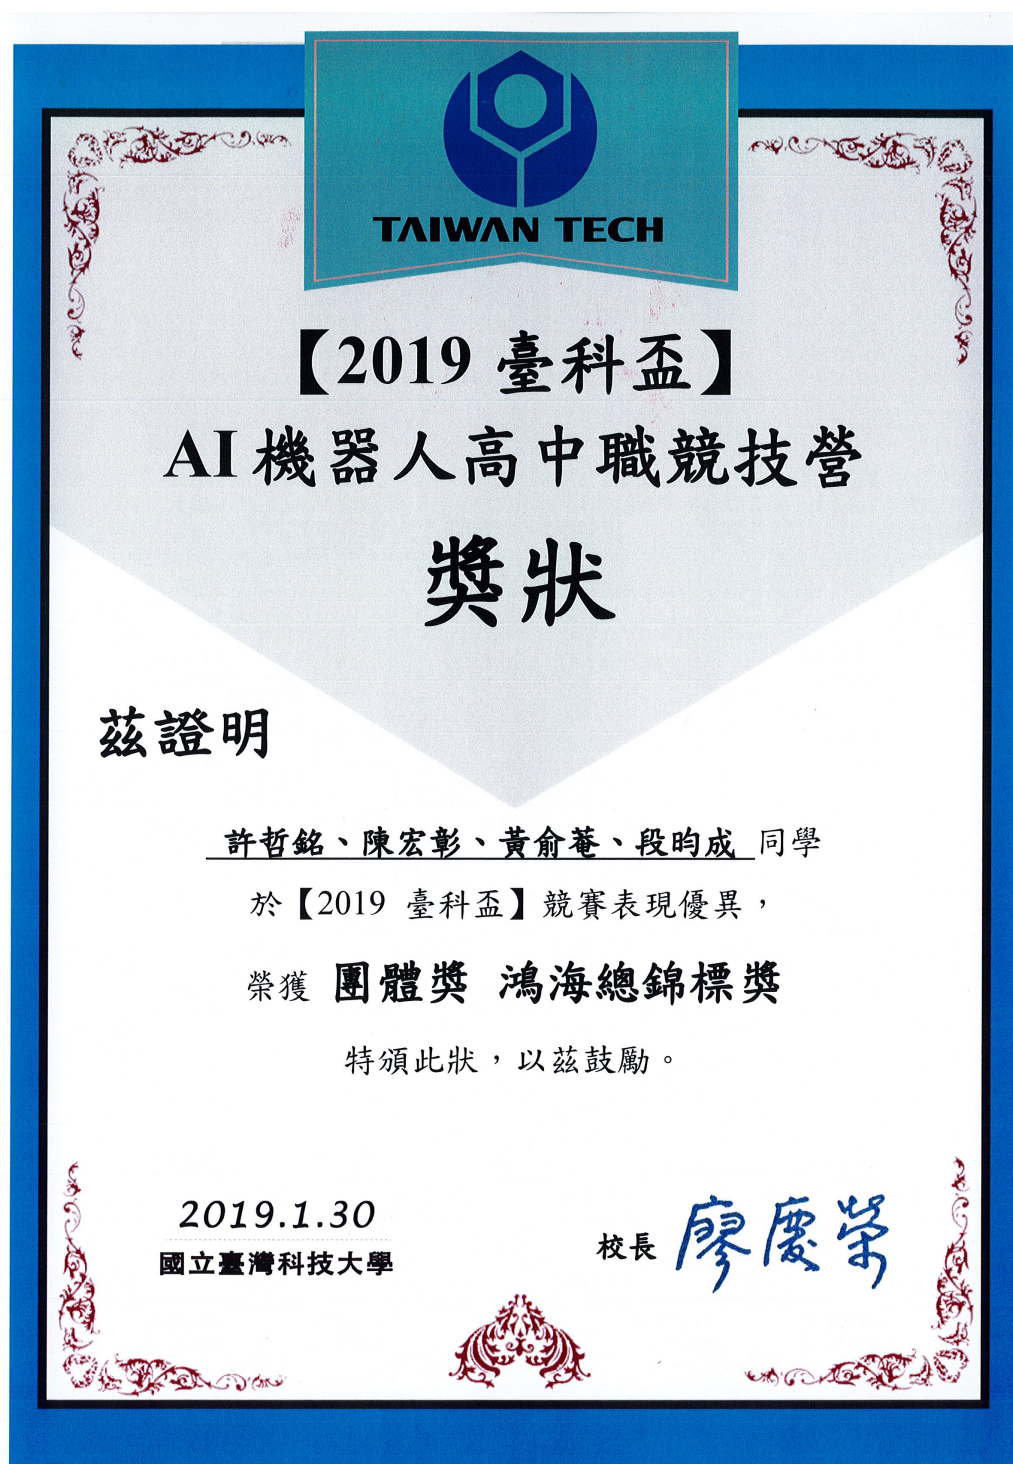 TAIWAN TECH
【2019 臺科盃】
AI機器人高中職競技營
獎狀
茲證明
許哲銘、陳宏彰、黃俞菴、段昀成 同學
於【2019 臺科盃】競賽表現優異，
榮獲 團體獎 鴻海總錦標獎
特頒此狀，以茲鼓勵。
2019.1.30
國立臺灣科技大學
校長 廖慶榮